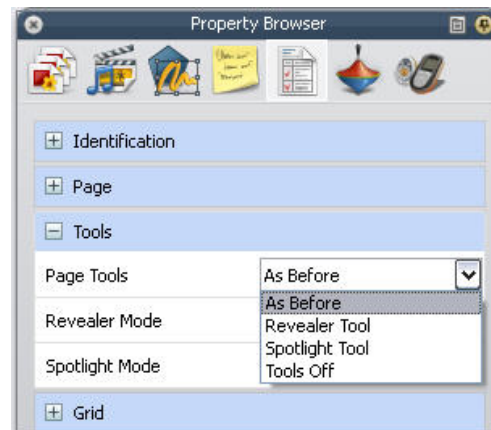 Property Browser
Identification
Page
Tools
Page Tools
As Before
As Before
Revealer Mode
Revealer Tool
Spotlight Tool
Spotlight Mode
Tools Off
Grid